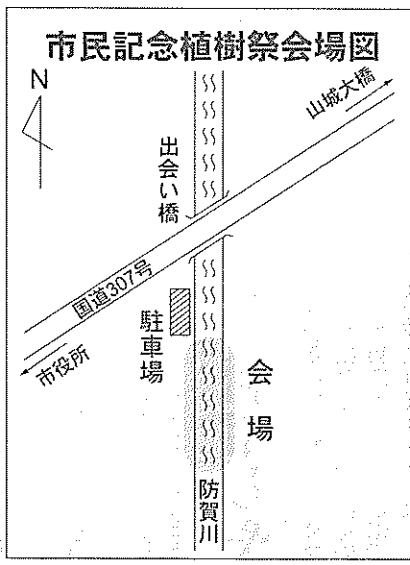 市民記念植樹祭会場図
N
山城大橋
出会い橋
国道307号
駐車場
市役所
会場
防賀川